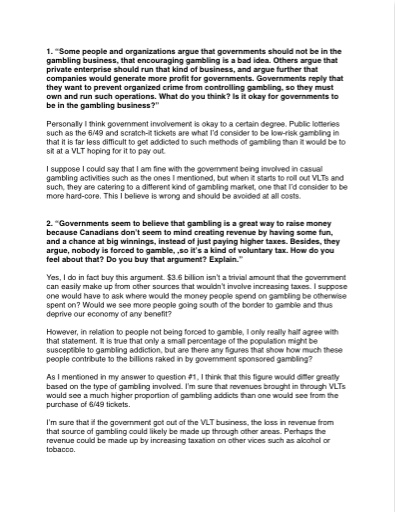 1. “Some people and organizations argue that governments should not be in the
gambling business, that encouraging gambling is a bad idea. Others argue that
private enterprise should run that kind of business, and argue further that
companies would generate more profit for governments. Governments reply that
they want to prevent organized crime from controlling gambling, so they must
own and run such operations. What do you think? Is it okay for governments to
be in the gambling business?”
Personally I think government involvement is okay to a certain degree. Public lotteries
such as the 6/49 and scratch-it tickets are what I’d consider to be low-risk gambling in
that it is far less difficult to get addicted to such methods of gambling than it would be to
sit at a VLT hoping for it to pay out.
I suppose I could say that I am fine with the government being involved in casual
gambling activities such as the ones I mentioned, but when it starts to roll out VLTs and
such, they are catering to a different kind of gambling market, one that I’d consider to be
more hard-core. This I believe is wrong and should be avoided at all costs.
2. “Governments seem to believe that gambling is a great way to raise money
because Canadians don’t seem to mind creating revenue by having some fun,
and a chance at big winnings, instead of just paying higher taxes. Besides, they
argue, nobody is forced to gamble, ,so it’s a kind of voluntary tax. How do you
feel about that? Do you buy that argument? Explain.”
Yes, I do in fact buy this argument. $3.6 billion isn’t a trivial amount that the government
can easily make up from other sources that wouldn’t involve increasing taxes. I suppose
one would have to ask where would the money people spend on gambling be otherwise
spent on? Would we see more people going south of the border to gamble and thus
deprive our economy of any benefit?
However, in relation to people not being forced to gamble, I only really half agree with
that statement. It is true that only a small percentage of the population might be
susceptible to gambling addiction, but are there any figures that show how much these
people contribute to the billions raked in by government sponsored gambling?
As I mentioned in my answer to question #1, I think that this figure would differ greatly
based on the type of gambling involved. I’m sure that revenues brought in through VLTs
would see a much higher proportion of gambling addicts than one would see from the
purchase of 6/49 tickets.
I’m sure that if the government got out of the VLT business, the loss in revenue from
that source of gambling could likely be made up through other areas. Perhaps the
revenue could be made up by increasing taxation on other vices such as alcohol or
tobacco.